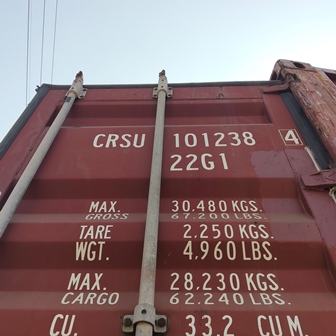 CRSU 101238 4
22G1
MAX. 30.480 KGS.
GROSS 67.200 LBS.
TARE 2.250 KGS.
WGT. 4.960 LBS.
MAX. 28.230 KGS.
CARGO 62.240 LBS.
CU. 33.2 CU.M.